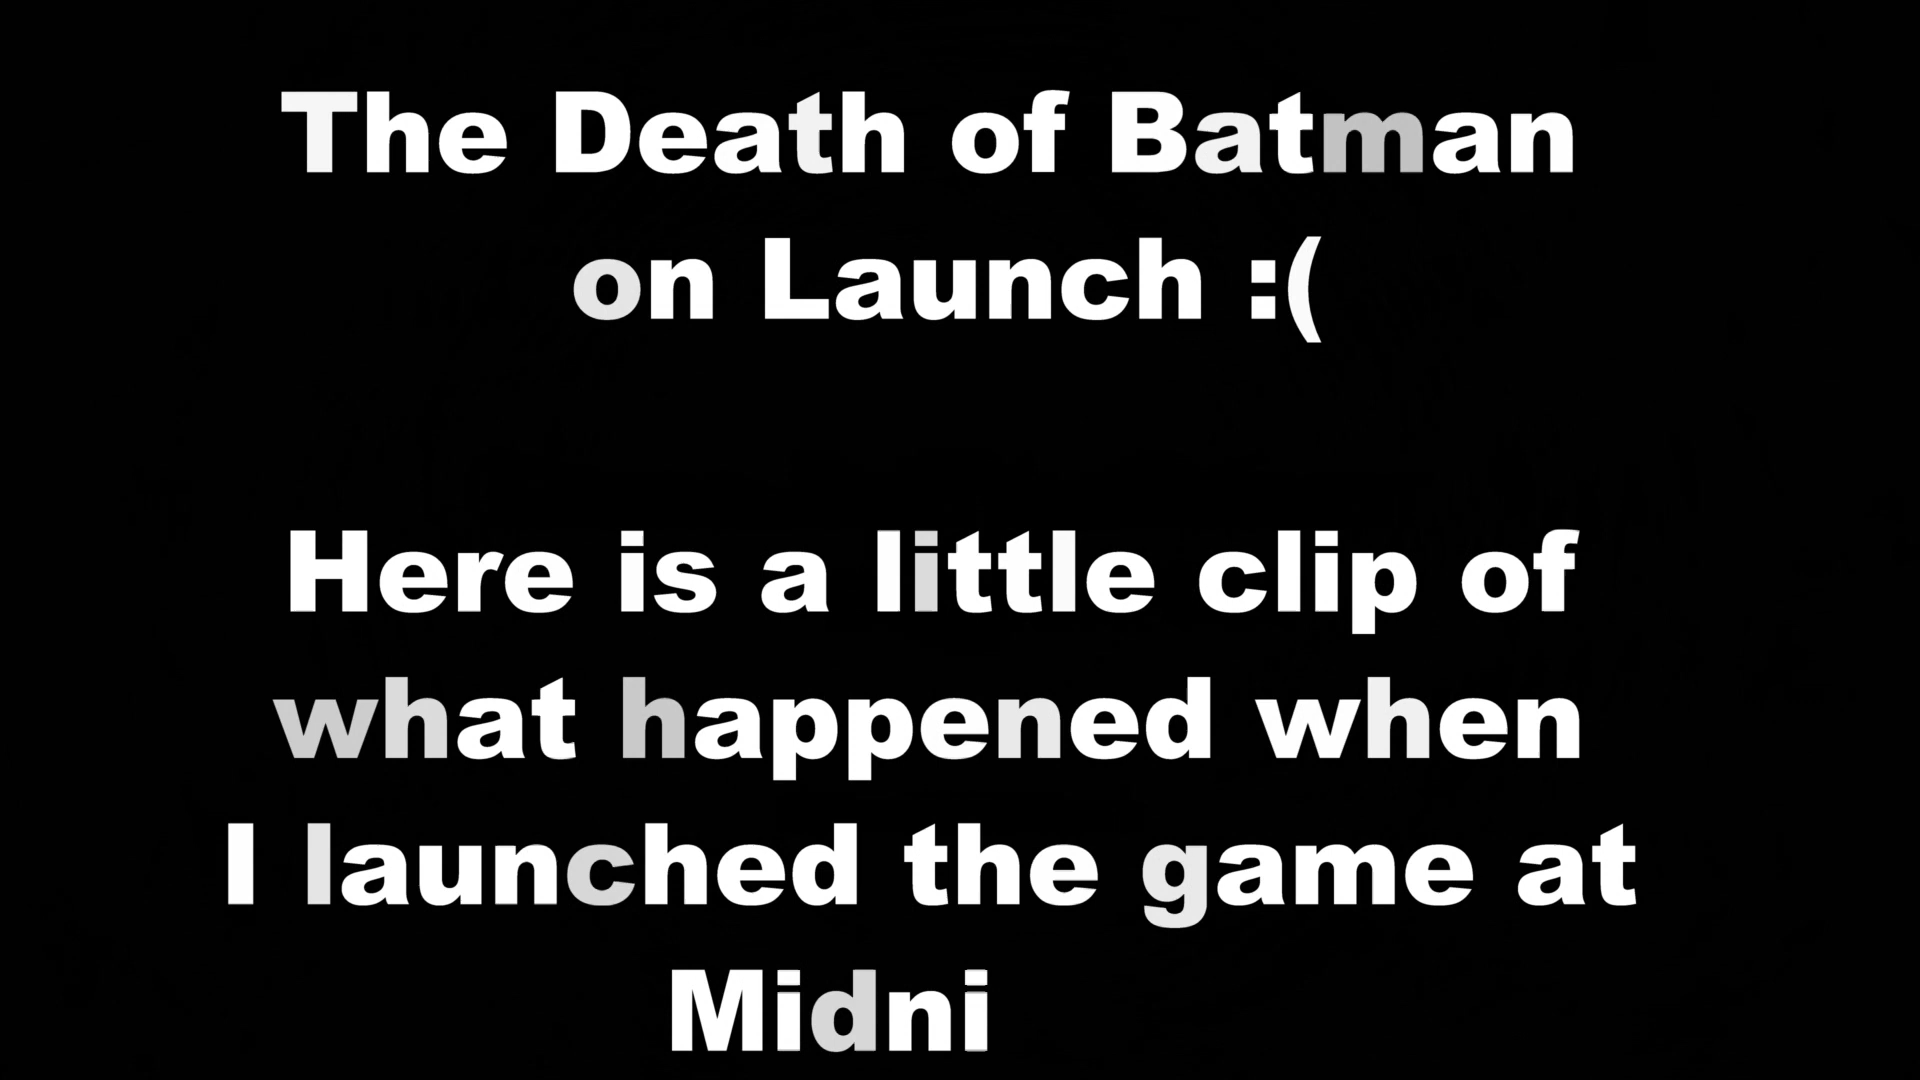 The Death of Batman
on Launch :(
Here is a little clip of
what happened when
I launched the game at
Midni